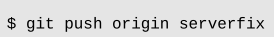 $ git push origin serverfix